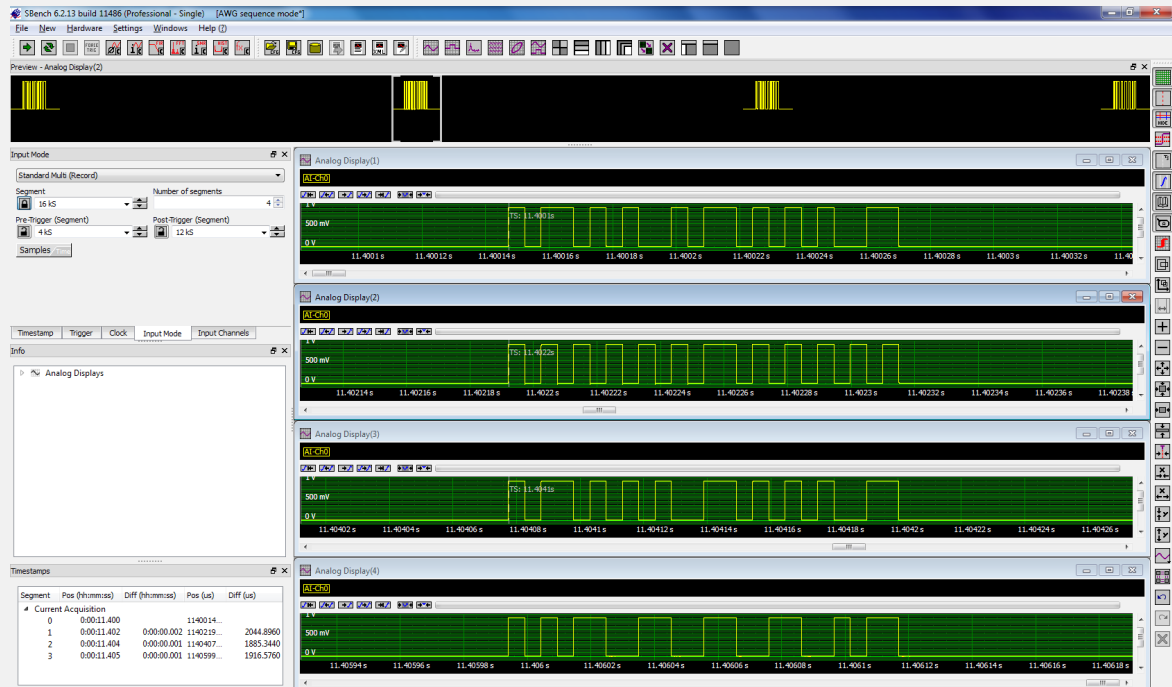 SBench 6.2.13 build 11486 (Professional - Single) [AWG sequence mode*]
File New Hardware Settings Windows Help (?)
Preview - Analog Display(2)
Input Mode
Standard Multi (Record)
Segment Number of segments
16 kS 4
Pre-Trigger (Segment) Post-Trigger (Segment)
4 kS 12 kS
Samples
Timestamp Trigger Clock Input Mode Input Channels
Info
Analog Displays
Timestamps
Segment Pos (hh:mm:ss) Diff (hh:mm:ss) Pos (us) Diff (us)
Current Acquisition
0 0:00:11.400 1140014...
1 0:00:11.402 0:00:00.002 1140219... 2044.8960
2 0:00:11.404 0:00:00.001 1140407... 1885.3440
3 0:00:11.405 0:00:00.001 1140599... 1916.5760
Analog Display(1)
AI-Ch0
1 V
TS: 11.4001s
500 mV
0 V
11.4001 s 11.40012 s 11.40014 s 11.40016 s 11.40018 s 11.4002 s 11.40022 s 11.40024 s 11.40026 s 11.40028 s 11.4003 s 11.40032 s 11.40
Analog Display(2)
AI-Ch0
1 V
TS: 11.4022s
500 mV
0 V
11.40214 s 11.40216 s 11.40218 s 11.4022 s 11.40222 s 11.40224 s 11.40226 s 11.40228 s 11.4023 s 11.40232 s 11.40234 s 11.40236 s 11.40238
Analog Display(3)
AI-Ch0
1 V
TS: 11.4041s
500 mV
0 V
11.40402 s 11.40404 s 11.40406 s 11.40408 s 11.4041 s 11.40412 s 11.40414 s 11.40416 s 11.40418 s 11.4042 s 11.40422 s 11.40424 s 11.40426 s
Analog Display(4)
AI-Ch0
1 V
500 mV
0 V
11.40594 s 11.40596 s 11.40598 s 11.406 s 11.40602 s 11.40604 s 11.40606 s 11.40608 s 11.4061 s 11.40612 s 11.40614 s 11.40616 s 11.40618 s